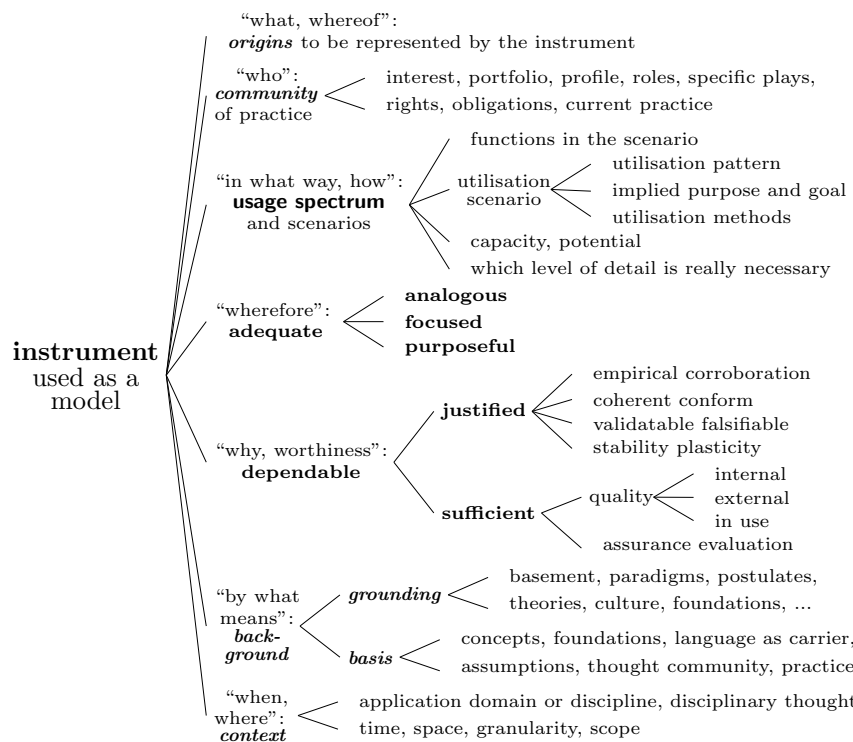 “what, whereof”:
origins to be represented by the instrument
“who”:
community
of practice
interest, portfolio, profile, roles, specific plays,
rights, obligations, current practice
“in what way, how”:
usage spectrum
and scenarios
functions in the scenario
utilisation
scenario
utilisation pattern
implied purpose and goal
utilisation methods
capacity, potential
which level of detail is really necessary
“wherefore”:
adequate
analogous
focused
purposeful
instrument
used as a
model
“why, worthiness”:
dependable
justified
empirical corroboration
coherent conform
validatable falsifiable
stability plasticity
sufficient
quality
internal
external
in use
assurance evaluation
“by what
means”:
back-
ground
grounding
basement, paradigms, postulates,
theories, culture, foundations, ...
basis
concepts, foundations, language as carrier,
assumptions, thought community, practice
“when,
where”:
context
application domain or discipline, disciplinary thought
time, space, granularity, scope